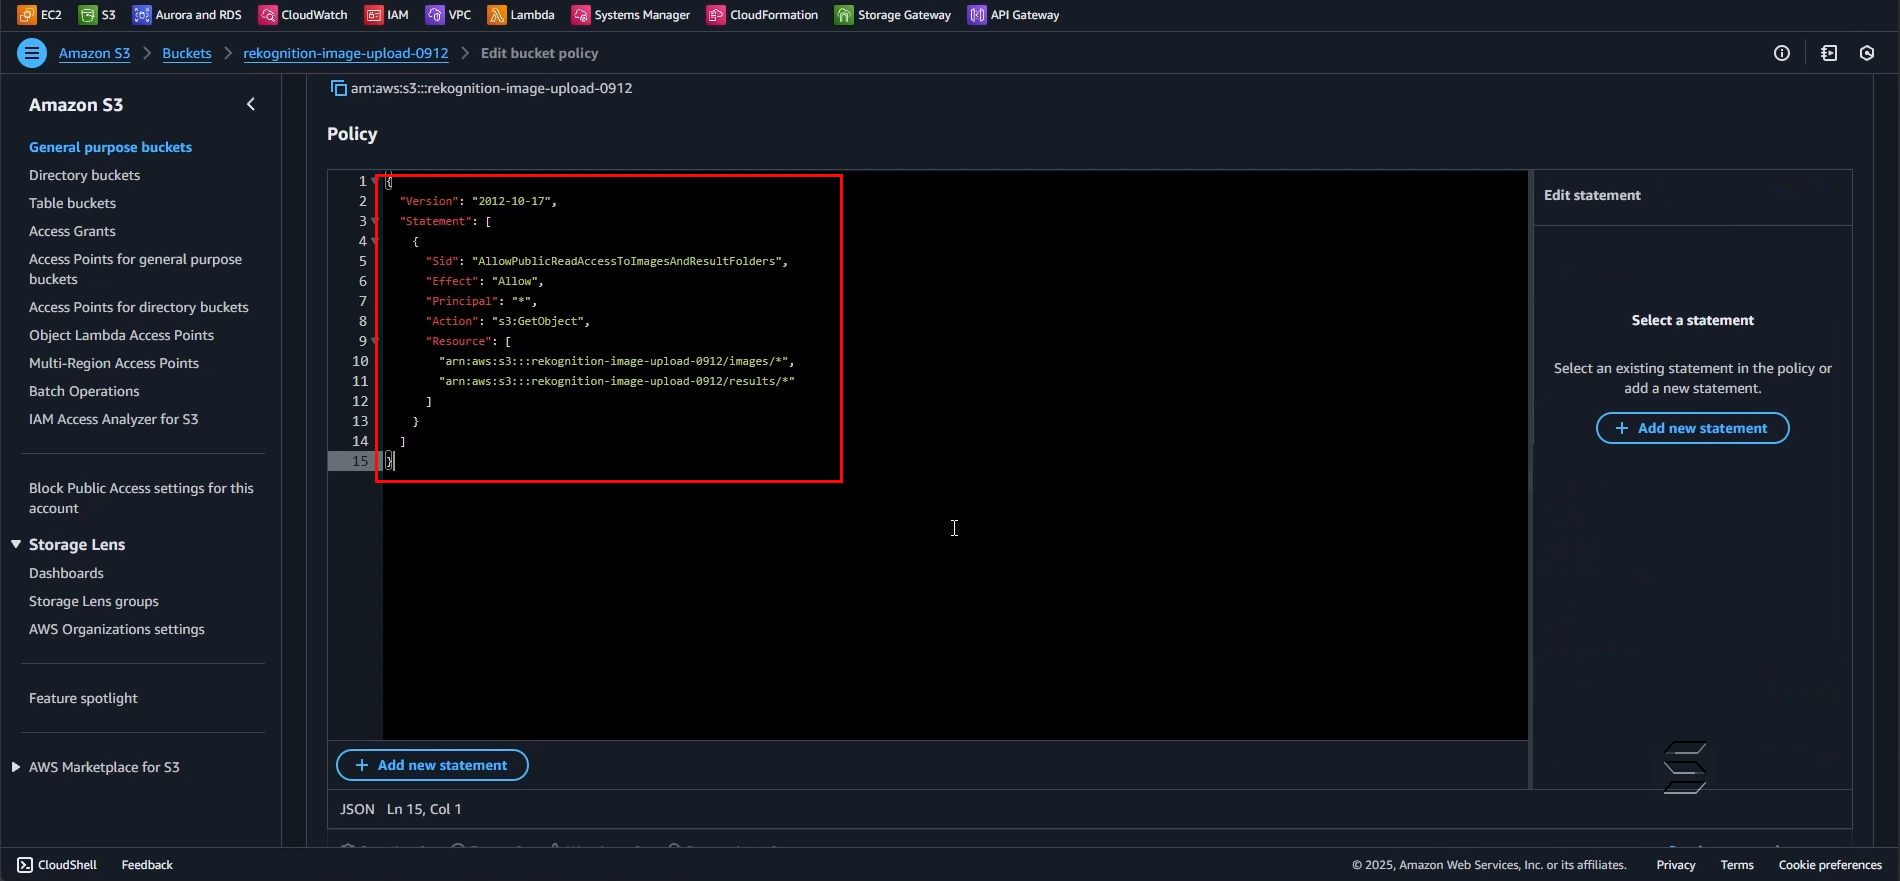 EC2 S3 Aurora and RDS CloudWatch IAM VPC Lambda Systems Manager CloudFormation Storage Gateway API Gateway
Amazon S3 > Buckets > rekognition-image-upload-0912 > Edit bucket policy
Amazon S3
General purpose buckets
Directory buckets
Table buckets
Access Grants
Access Points for general purpose
buckets
Access Points for directory buckets
Object Lambda Access Points
Multi-Region Access Points
Batch Operations
IAM Access Analyzer for S3
Block Public Access settings for this
account
Storage Lens
Dashboards
Storage Lens groups
AWS Organizations settings
Feature spotlight
AWS Marketplace for S3
arn:aws:s3:::rekognition-image-upload-0912
Policy
1 {
2 "Version": "2012-10-17",
3 "Statement": [
4 {
5 "Sid": "AllowPublicReadAccessToImagesAndResultFolders",
6 "Effect": "Allow",
7 "Principal": "*",
8 "Action": "s3:GetObject",
9 "Resource": [
10 "arn:aws:s3:::rekognition-image-upload-0912/images/*",
11 "arn:aws:s3:::rekognition-image-upload-0912/results/*"
12 ]
13 }
14 ]
15 }
+ Add new statement
JSON Ln 15, Col 1
Edit statement
Select a statement
Select an existing statement in the policy or
add a new statement.
+ Add new statement
CloudShell Feedback
© 2025, Amazon Web Services, Inc. or its affiliates. Privacy Terms Cookie preferences